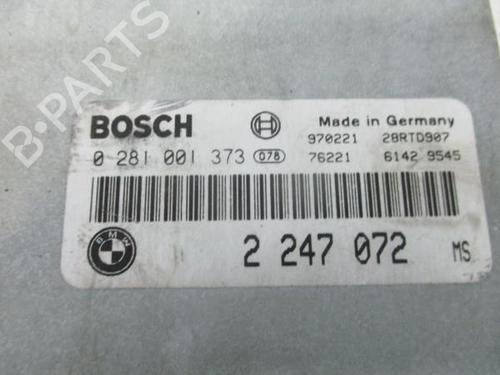 B-PARTS
BOSCH
Made in Germany
970221 28RTD907
0 281 001 373 078 76221 6142 9545
BMW
2 247 072 MS